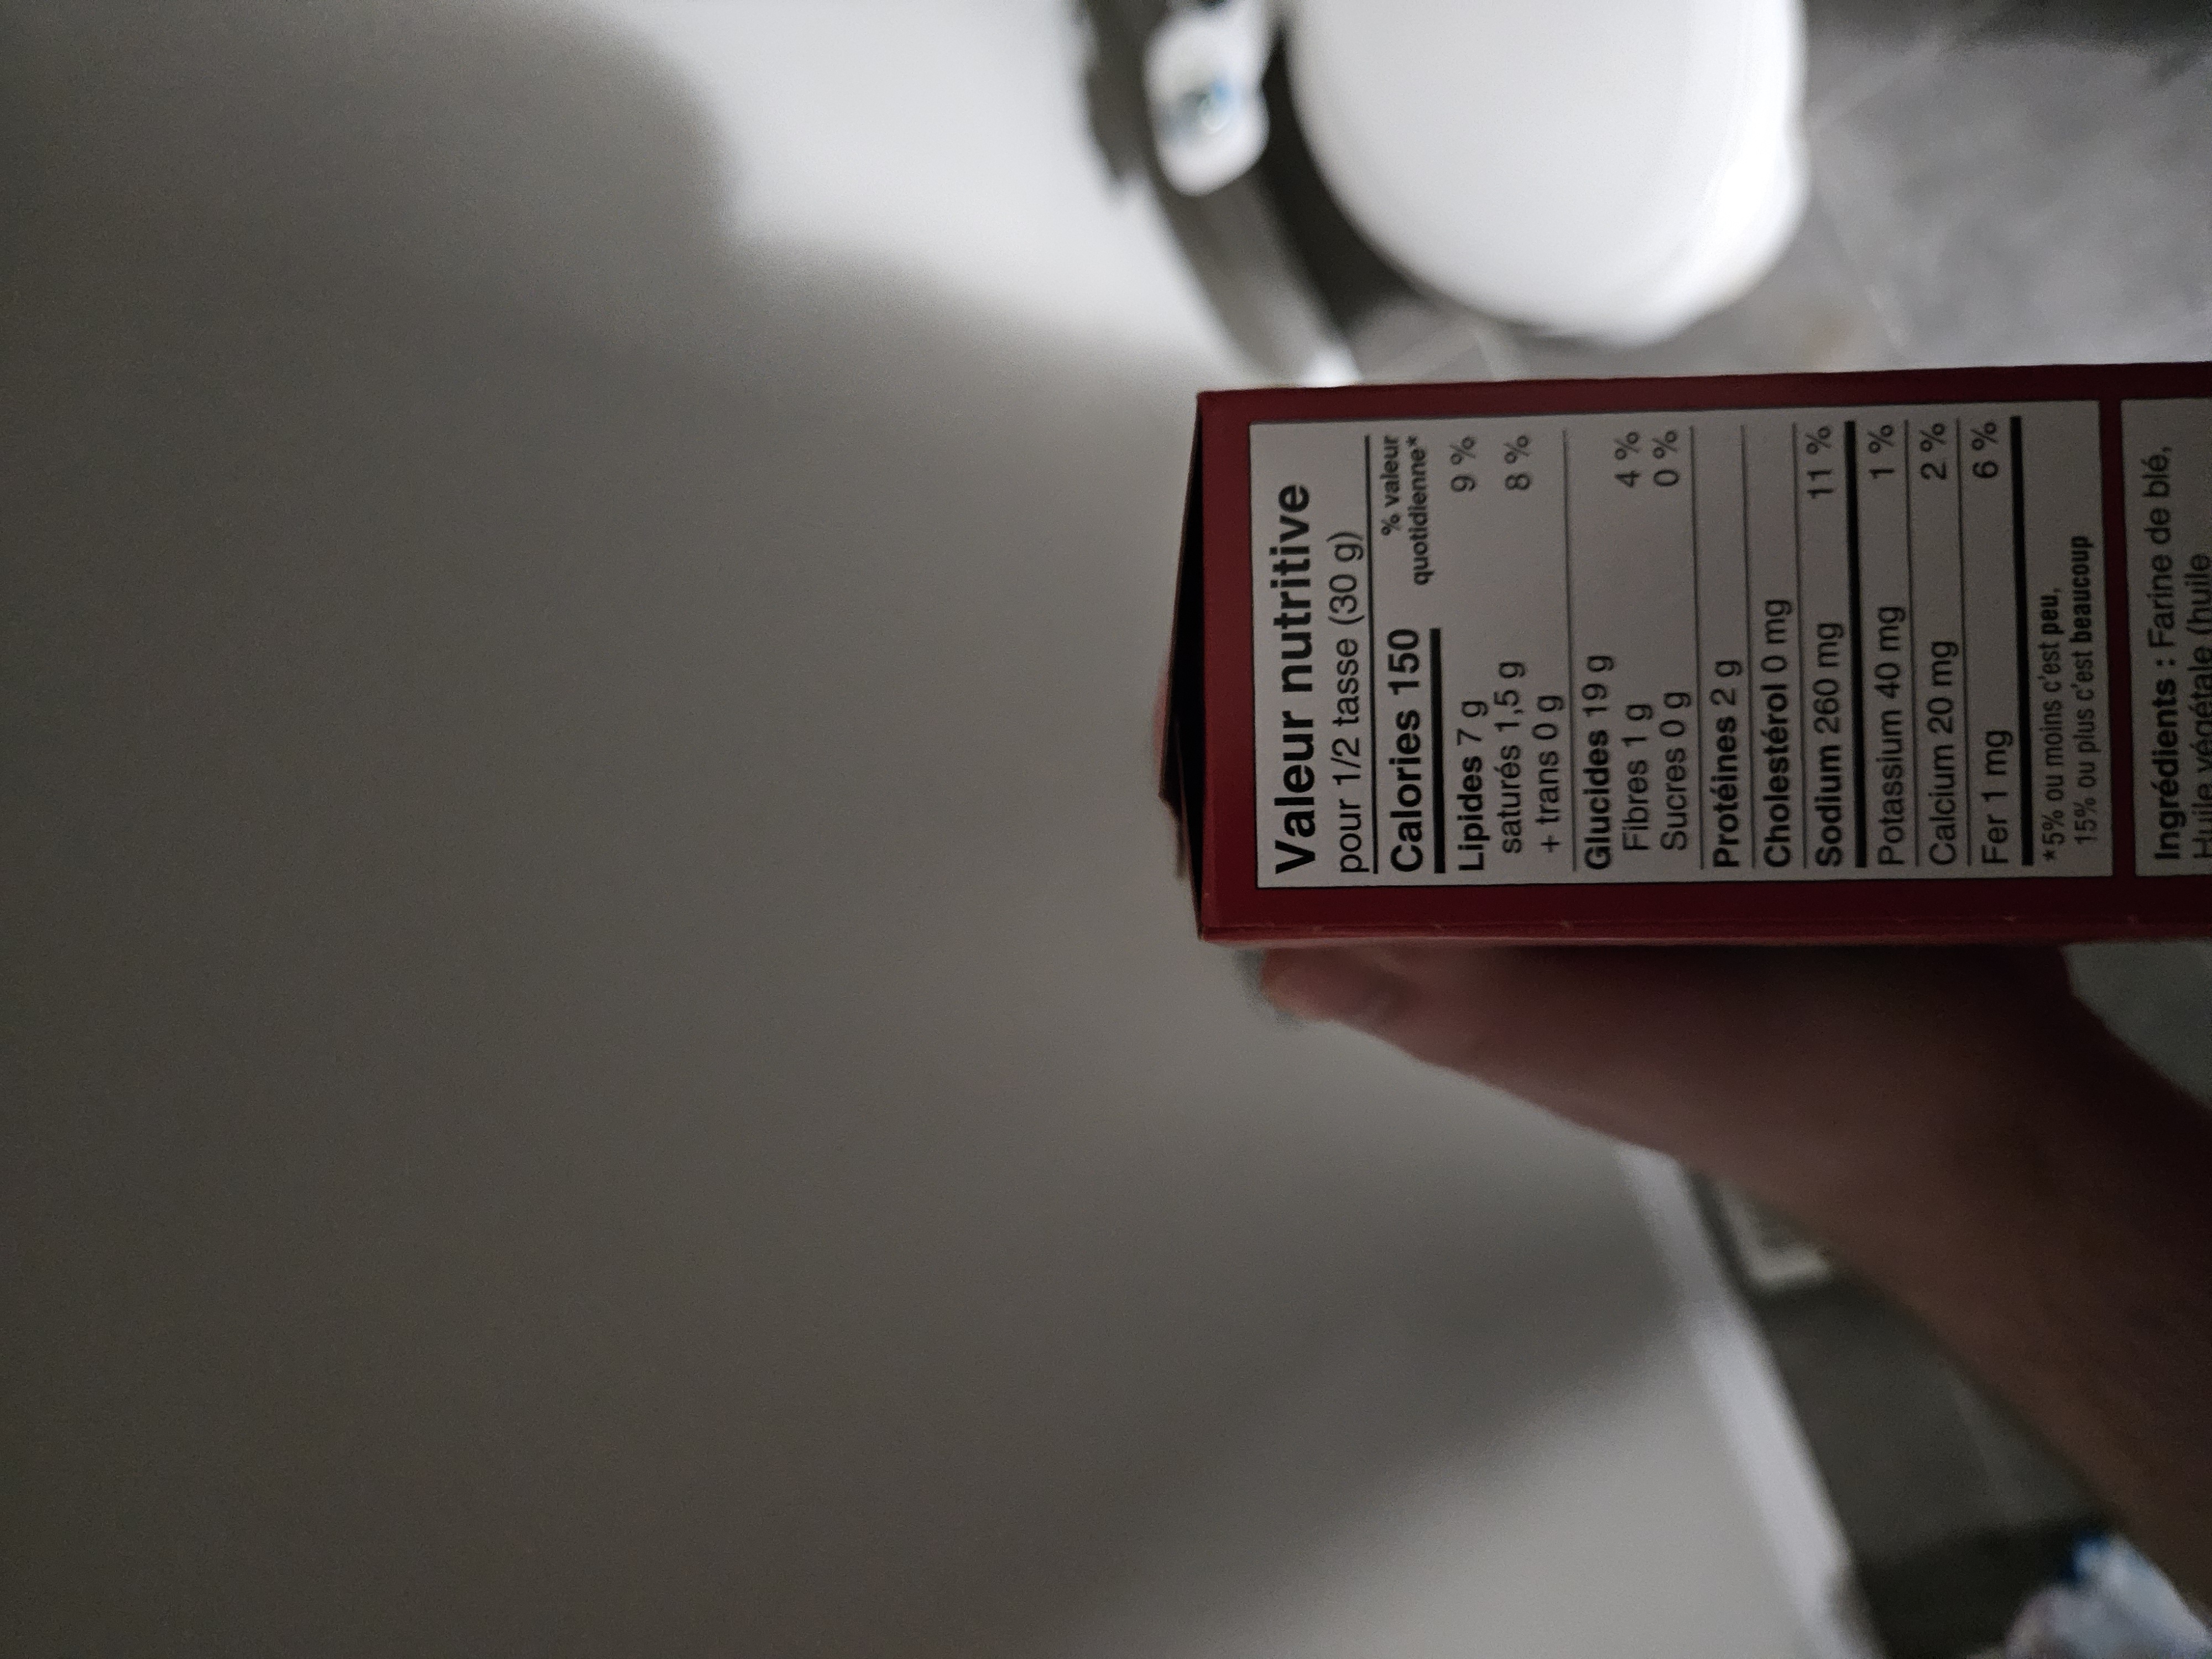 Valeur nutritive
pour 1/2 tasse (30 g)
Calories 150
% valeur
quotidienne*
Lipides 7 g 9 %
saturés 1,5 g
+ trans 0 g 8 %
Glucides 19 g
Fibres 1 g 4 %
Sucres 0 g 0 %
Protéines 2 g
Cholestérol 0 mg
Sodium 260 mg 11 %
Potassium 40 mg 1 %
Calcium 20 mg 2 %
Fer 1 mg 6 %
*5% ou moins c'est peu,
15% ou plus c'est beaucoup
Ingrédients : Farine de blé,
Huile végétale (huile